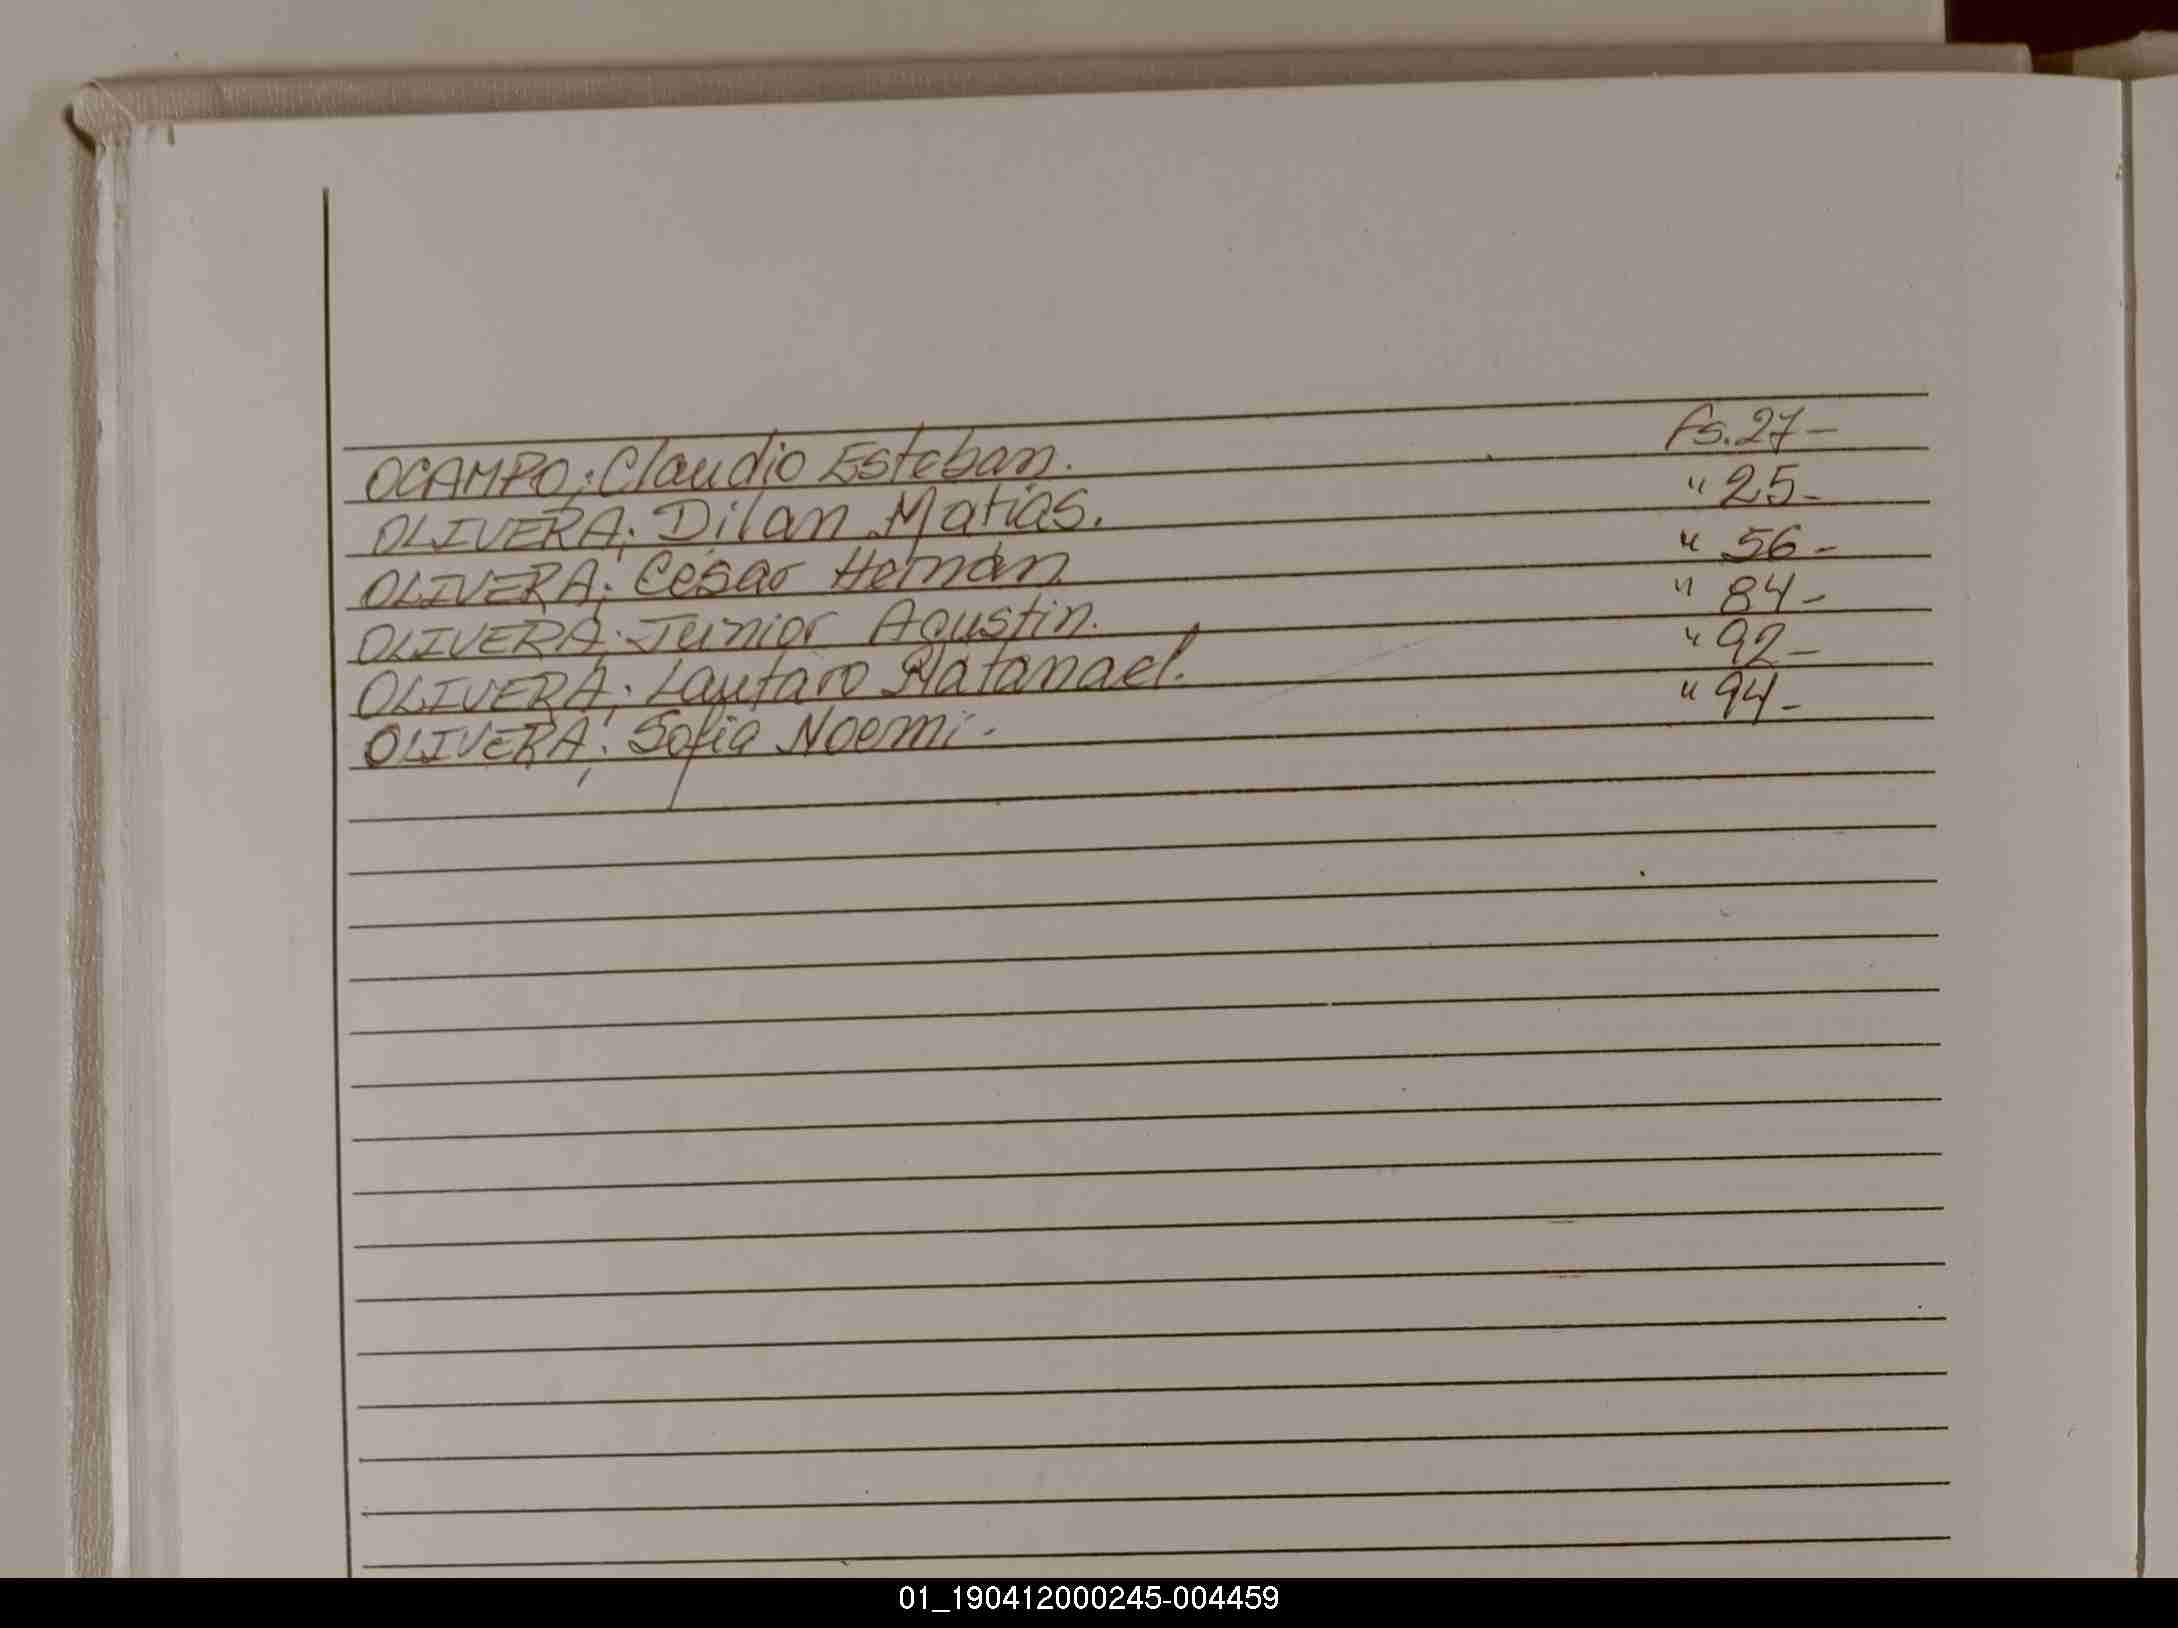 OCAMPO; Claudio Esteban. Fs. 27-
OLIVERA; Dilan Matias. " 25-
OLIVERA; Cesar Hernán. " 56-
OLIVERA; Junior Agustin. " 84-
OLIVERA; Lautaro Natanael. " 92-
OLIVERA; Sofia Noemi- " 94-
01_190412000245-004459